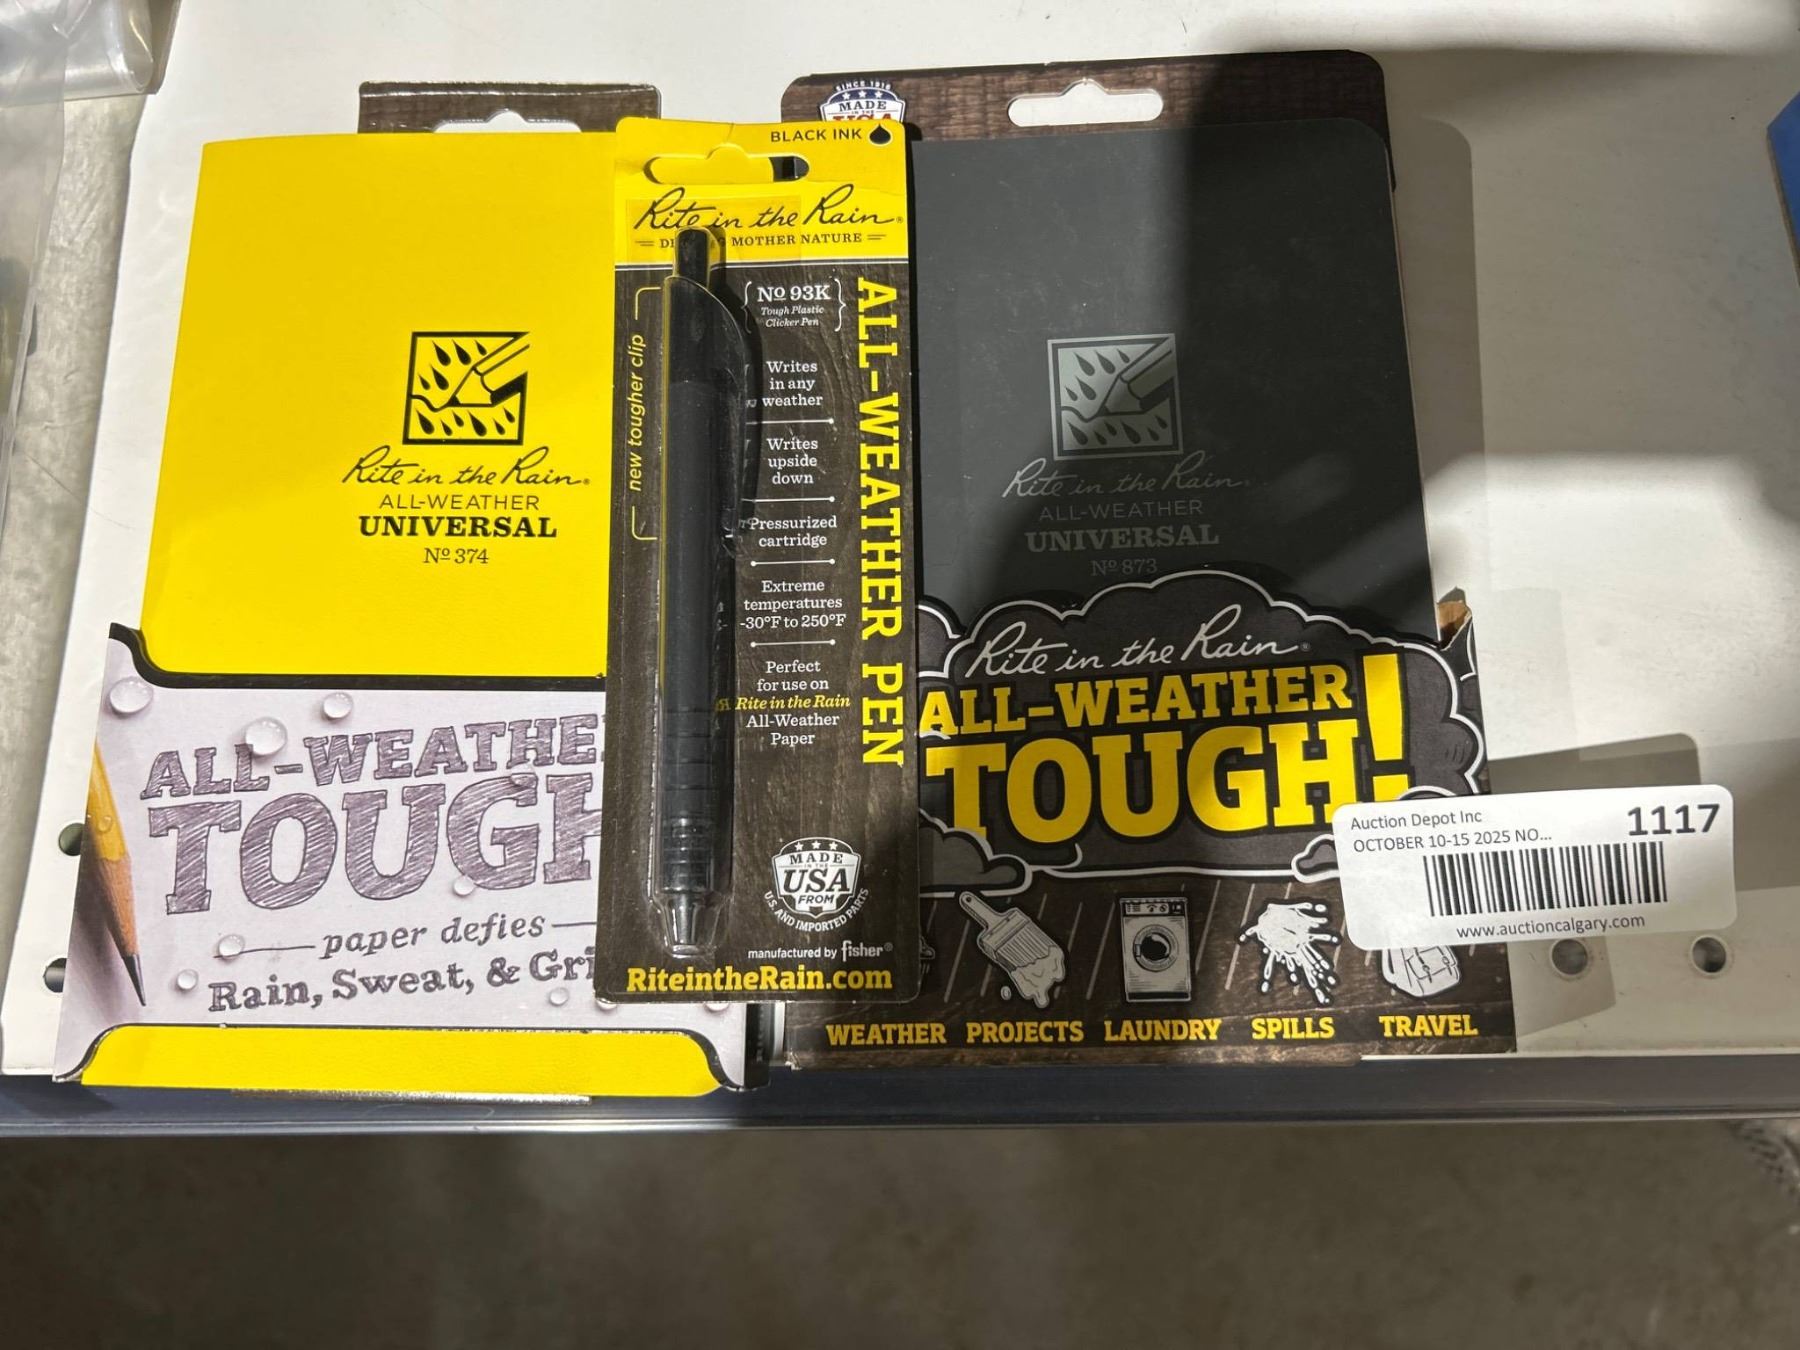 Rite in the Rain®
ALL-WEATHER
UNIVERSAL
Nº 374
ALL-WEATHE
TOUGH
paper defies
Rain, Sweat, & Gri
BLACK INK
Rite in the Rain®
MOTHER NATURE
new tougher clip
Nº 93K
Tough Plastic
Clicker Pen
Writes
in any
weather
Writes
upside
down
Pressurized
cartridge
Extreme
temperatures
-30°F to 250°F
Perfect
for use on
Rite in the Rain
All-Weather
Paper
ALL-WEATHER PEN
MADE
IN THE
USA
FROM
U.S. AND IMPORTED PARTS
manufactured by fisher®
RiteintheRain.com
SINCE 1916
MADE
IN THE
USA
Rite in the Rain®
ALL-WEATHER
UNIVERSAL
Nº 873
Rite in the Rain®
ALL-WEATHER
TOUGH!
WEATHER PROJECTS LAUNDRY SPILLS TRAVEL
Auction Depot Inc
OCTOBER 10-15 2025 NO...
1117
www.auctioncalgary.com